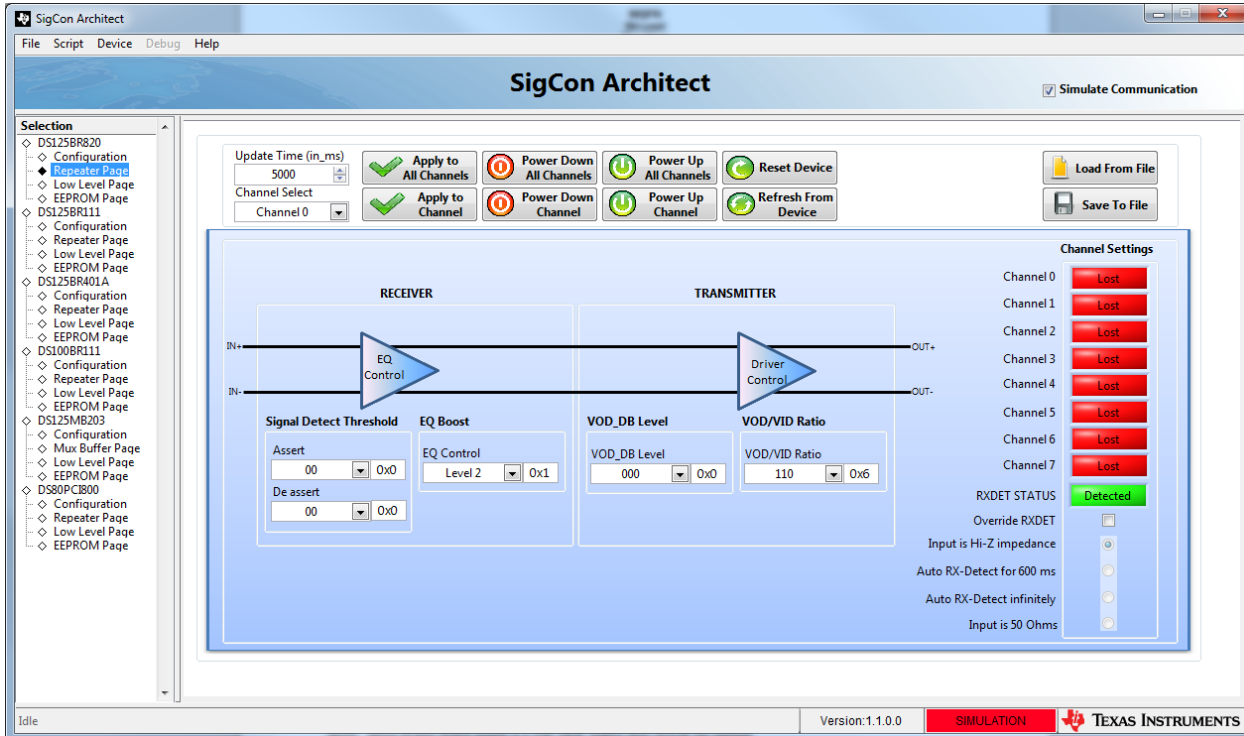 SigCon Architect
File Script Device Debug Help
SigCon Architect
Simulate Communication
Selection
DS125BR820
Configuration
Repeater Page
Low Level Page
EEPROM Page
DS125BR111
Configuration
Repeater Page
Low Level Page
EEPROM Page
DS125BR401A
Configuration
Repeater Page
Low Level Page
EEPROM Page
DS100BR111
Configuration
Repeater Page
Low Level Page
EEPROM Page
DS125MB203
Configuration
Mux Buffer Page
Low Level Page
EEPROM Page
DS80PCI800
Configuration
Repeater Page
Low Level Page
EEPROM Page
Update Time (in_ms)
5000
Channel Select
Channel 0
Apply to
All Channels
Power Down
All Channels
Power Up
All Channels
Reset Device
Load From File
Apply to
Channel
Power Down
Channel
Power Up
Channel
Refresh From
Device
Save To File
RECEIVER
TRANSMITTER
IN+
IN-
EQ
Control
Driver
Control
OUT+
OUT-
Signal Detect Threshold
Assert
00 0x0
De assert
00 0x0
EQ Boost
EQ Control
Level 2 0x1
VOD_DB Level
VOD_DB Level
000 0x0
VOD/VID Ratio
VOD/VID Ratio
110 0x6
Channel Settings
Channel 0 Lost
Channel 1 Lost
Channel 2 Lost
Channel 3 Lost
Channel 4 Lost
Channel 5 Lost
Channel 6 Lost
Channel 7 Lost
RXDET STATUS Detected
Override RXDET
Input is Hi-Z impedance
Auto RX-Detect for 600 ms
Auto RX-Detect infinitely
Input is 50 Ohms
Idle
Version:1.1.0.0
SIMULATION
TEXAS INSTRUMENTS